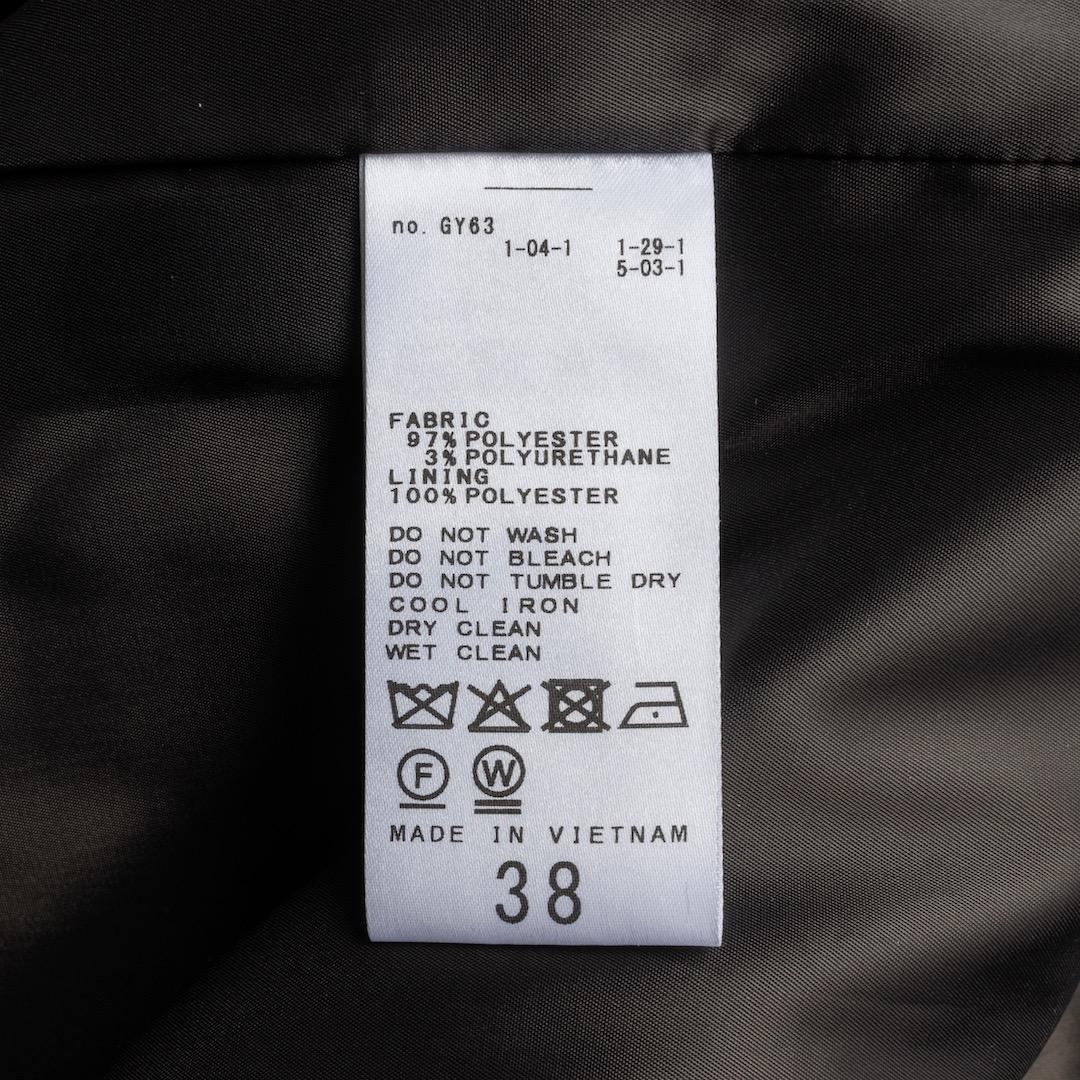 no. GY63
1-04-1 1-29-1
5-03-1
FABRIC
97% POLYESTER
3% POLYURETHANE
LINING
100% POLYESTER
DO NOT WASH
DO NOT BLEACH
DO NOT TUMBLE DRY
COOL IRON
DRY CLEAN
WET CLEAN
F W
MADE IN VIETNAM
38